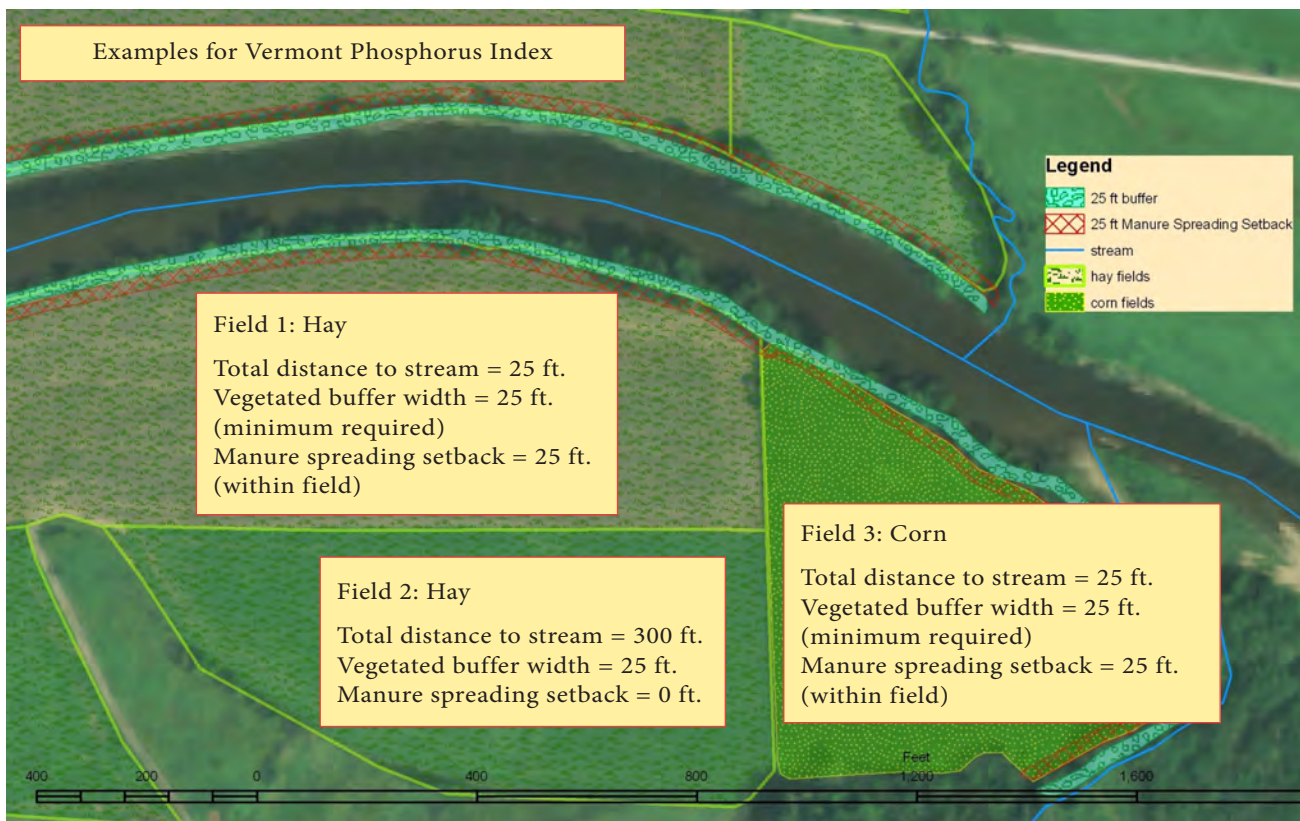 Examples for Vermont Phosphorus Index
Legend
25 ft buffer
25 ft Manure Spreading Setback
stream
hay fields
corn fields
Field 1: Hay
Total distance to stream = 25 ft.
Vegetated buffer width = 25 ft.
(minimum required)
Manure spreading setback = 25 ft.
(within field)
Field 2: Hay
Total distance to stream = 300 ft.
Vegetated buffer width = 25 ft.
Manure spreading setback = 0 ft.
Field 3: Corn
Total distance to stream = 25 ft.
Vegetated buffer width = 25 ft.
(minimum required)
Manure spreading setback = 25 ft.
(within field)
Feet
400 200 0 400 800 1,200 1,600